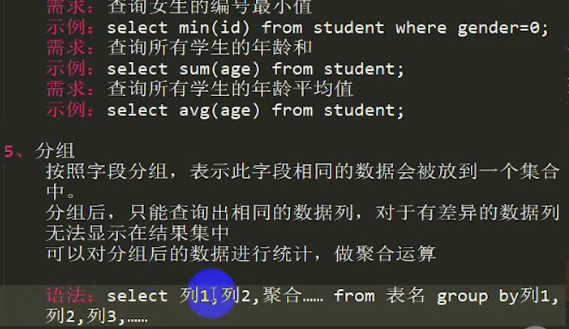 需求：查询女生的编号最小值
示例：select min(id) from student where gender=0;
需求：查询所有学生的年龄和
示例：select sum(age) from student;
需求：查询所有学生的年龄平均值
示例：select avg(age) from student;
5、分组
按照字段分组，表示此字段相同的数据会被放到一个集合
中。
分组后，只能查询出相同的数据列，对于有差异的数据列
无法显示在结果集中
可以对分组后的数据进行统计，做聚合运算
语法：select 列1,列2,聚合…… from 表名 group by列1,
列2,列3,……